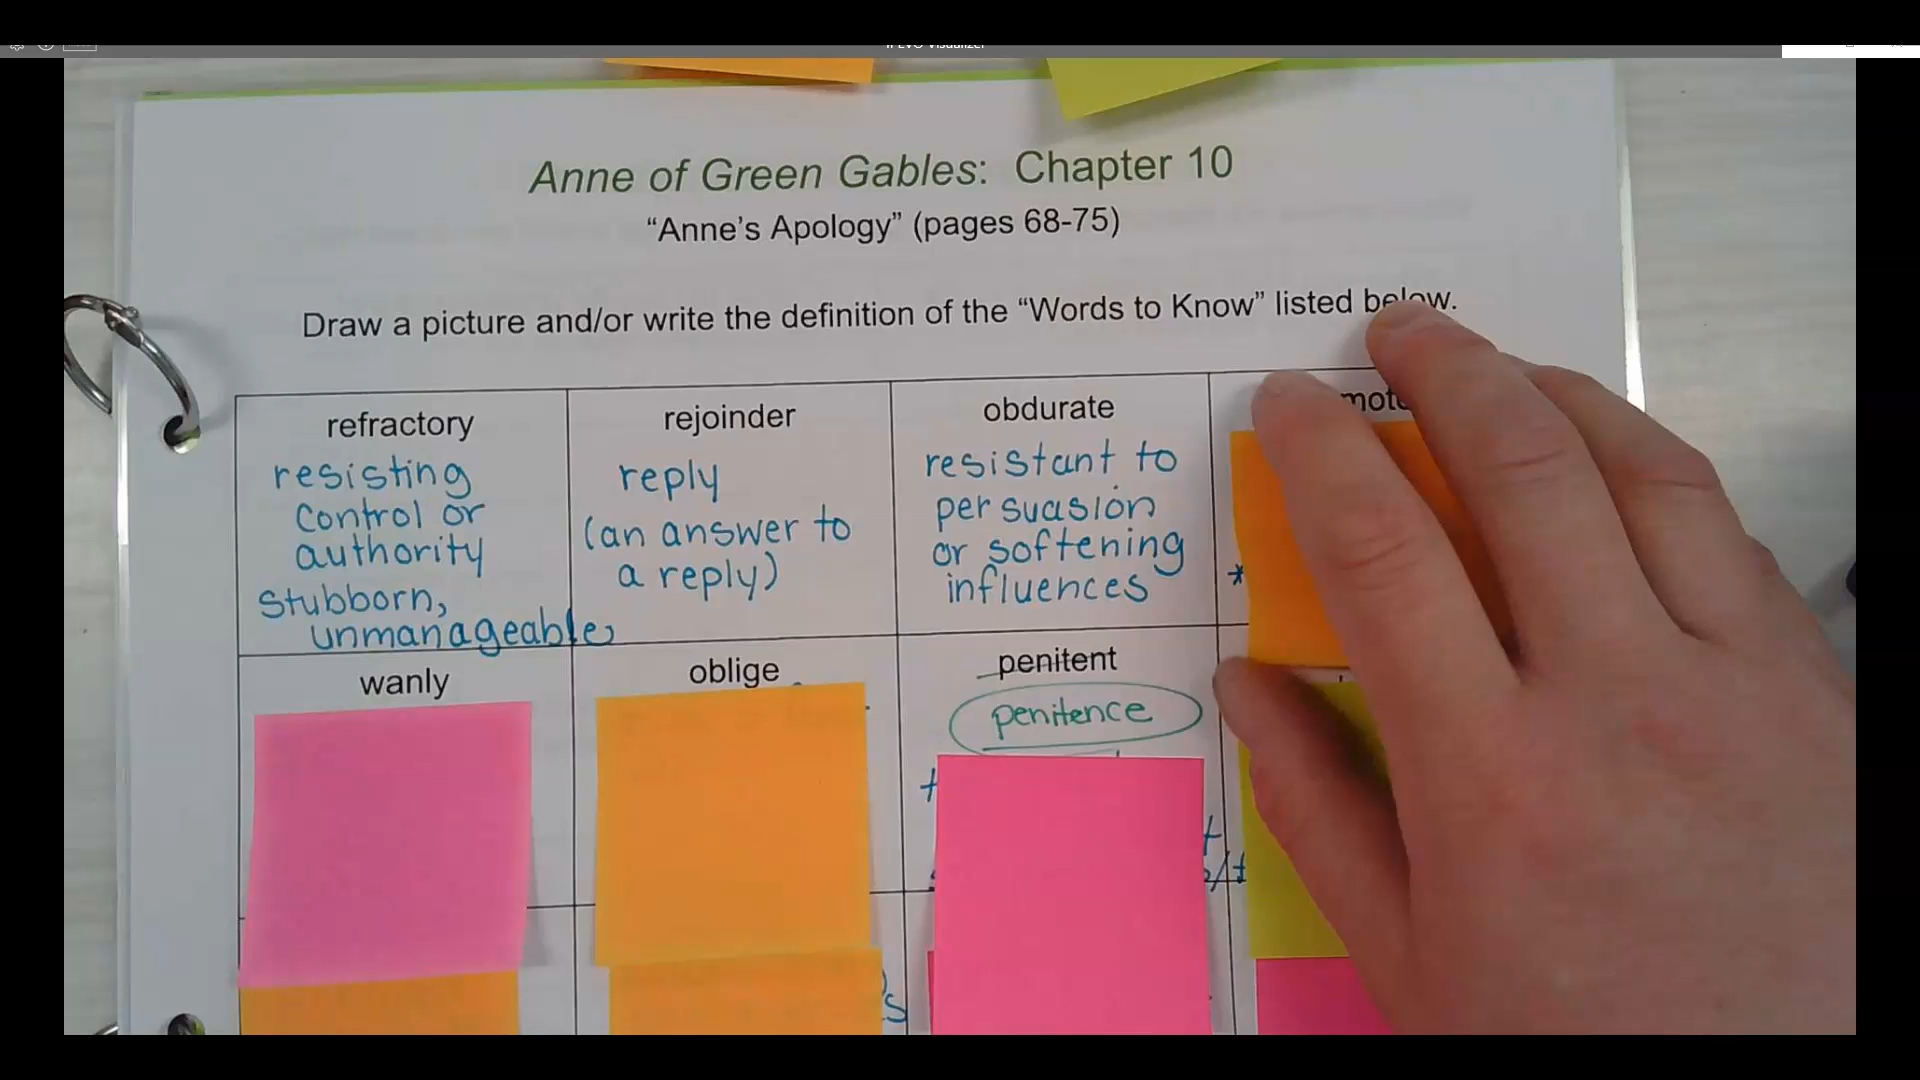 Anne of Green Gables: Chapter 10
“Anne’s Apology” (pages 68-75)
Draw a picture and/or write the definition of the “Words to Know” listed below.
refractory
resisting
control or
authority
stubborn,
unmanageable
rejoinder
reply
(an answer to
a reply)
obdurate
resistant to
persuasion
or softening
influences
*
wanly
oblige
penitent
penitence